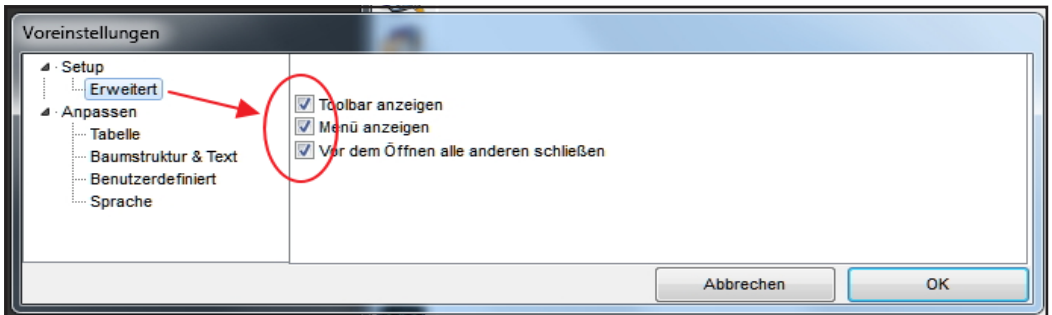 Voreinstellungen
Setup
Erweitert
Anpassen
Tabelle
Baumstruktur & Text
Benutzerdefiniert
Sprache
Toolbar anzeigen
Menü anzeigen
Vor dem Öffnen alle anderen schließen
Abbrechen
OK